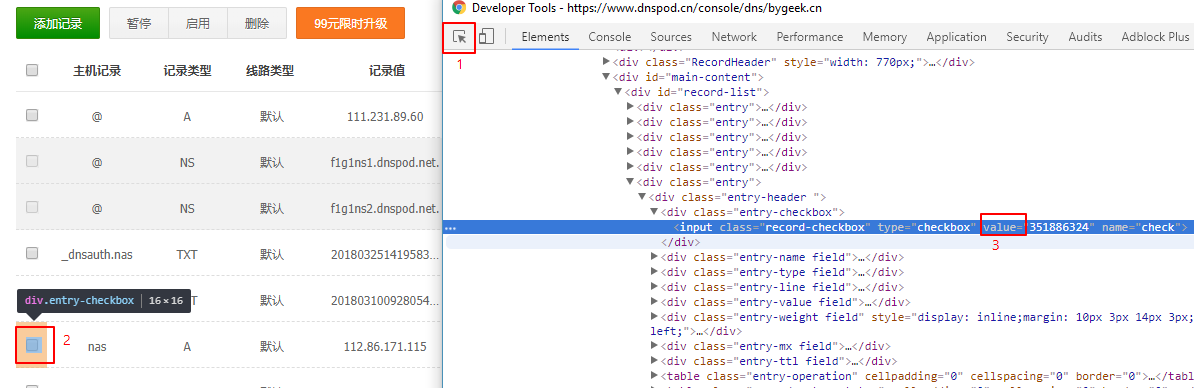 添加记录
暂停
启用
删除
99元限时升级
主机记录
记录类型
线路类型
记录值
@
A
默认
111.231.89.60
@
NS
默认
f1g1ns1.dnspod.net.
@
NS
默认
f1g1ns2.dnspod.net.
_dnsauth.nas
TXT
默认
201803251419583...
div.entry-checkbox | 16×16
默认
201803100928054...
2
nas
A
默认
112.86.171.115
Developer Tools - https://www.dnspod.cn/console/dns/bygeek.cn
Elements Console Sources Network Performance Memory Application Security Audits Adblock Plus
1
<div class="RecordHeader" style="width: 770px;">…</div>
<div id="main-content">
<div id="record-list">
<div class="entry">…</div>
<div class="entry">…</div>
<div class="entry">…</div>
<div class="entry">…</div>
<div class="entry">…</div>
<div class="entry">
<div class="entry-header ">
<div class="entry-checkbox">
<input class="record-checkbox" type="checkbox" value="351886324" name="check">
3
</div>
<div class="entry-name field">…</div>
<div class="entry-type field">…</div>
<div class="entry-line field">…</div>
<div class="entry-value field">…</div>
<div class="entry-weight field" style="display: inline;margin: 10px 3px 14px 3px;
left;">…</div>
<div class="entry-mx field">…</div>
<div class="entry-ttl field">…</div>
<table class="entry-operation" cellpadding="0" cellspacing="0" border="0">…</tabl